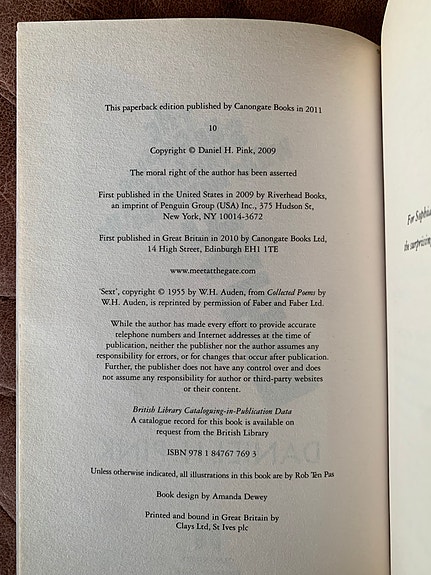 This paperback edition published by Canongate Books in 2011
10
Copyright © Daniel H. Pink, 2009
The moral right of the author has been asserted
First published in the United States in 2009 by Riverhead Books,
an imprint of Penguin Group (USA) Inc., 375 Hudson St,
New York, NY 10014-3672
First published in Great Britain in 2010 by Canongate Books Ltd,
14 High Street, Edinburgh EH1 1TE
www.meetatthegate.com
'Sext', copyright © 1955 by W.H. Auden, from Collected Poems by
W.H. Auden, is reprinted by permission of Faber and Faber Ltd.
While the author has made every effort to provide accurate
telephone numbers and Internet addresses at the time of
publication, neither the publisher nor the author assumes any
responsibility for errors, or for changes that occur after publication.
Further, the publisher does not have any control over and does
not assume any responsibility for author or third-party websites
or their content.
British Library Cataloguing-in-Publication Data
A catalogue record for this book is available on
request from the British Library
ISBN 978 1 84767 769 3
Unless otherwise indicated, all illustrations in this book are by Rob Ten Pas
Book design by Amanda Dewey
Printed and bound in Great Britain by
Clays Ltd, St Ives plc
For
the surprising